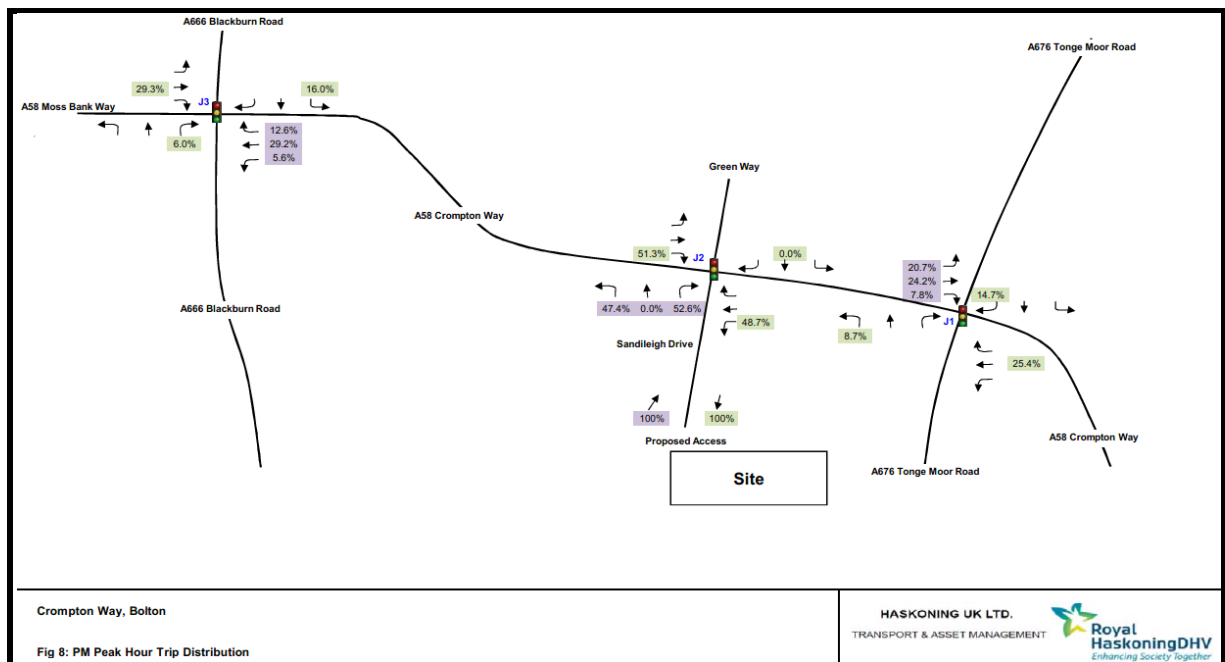 A666 Blackburn Road
A676 Tonge Moor Road
29.3%
16.0%
A58 Moss Bank Way
J3
6.0%
12.6%
29.2%
5.6%
Green Way
A58 Crompton Way
51.3%
J2
0.0%
20.7%
24.2%
7.8%
14.7%
47.4% 0.0% 52.6%
A666 Blackburn Road
48.7%
8.7%
J1
Sandileigh Drive
25.4%
100%
100%
Proposed Access
A58 Crompton Way
A676 Tonge Moor Road
Site
Crompton Way, Bolton
Fig 8: PM Peak Hour Trip Distribution
HASKONING UK LTD.
TRANSPORT & ASSET MANAGEMENT
Royal
HaskoningDHV
Enhancing Society Together